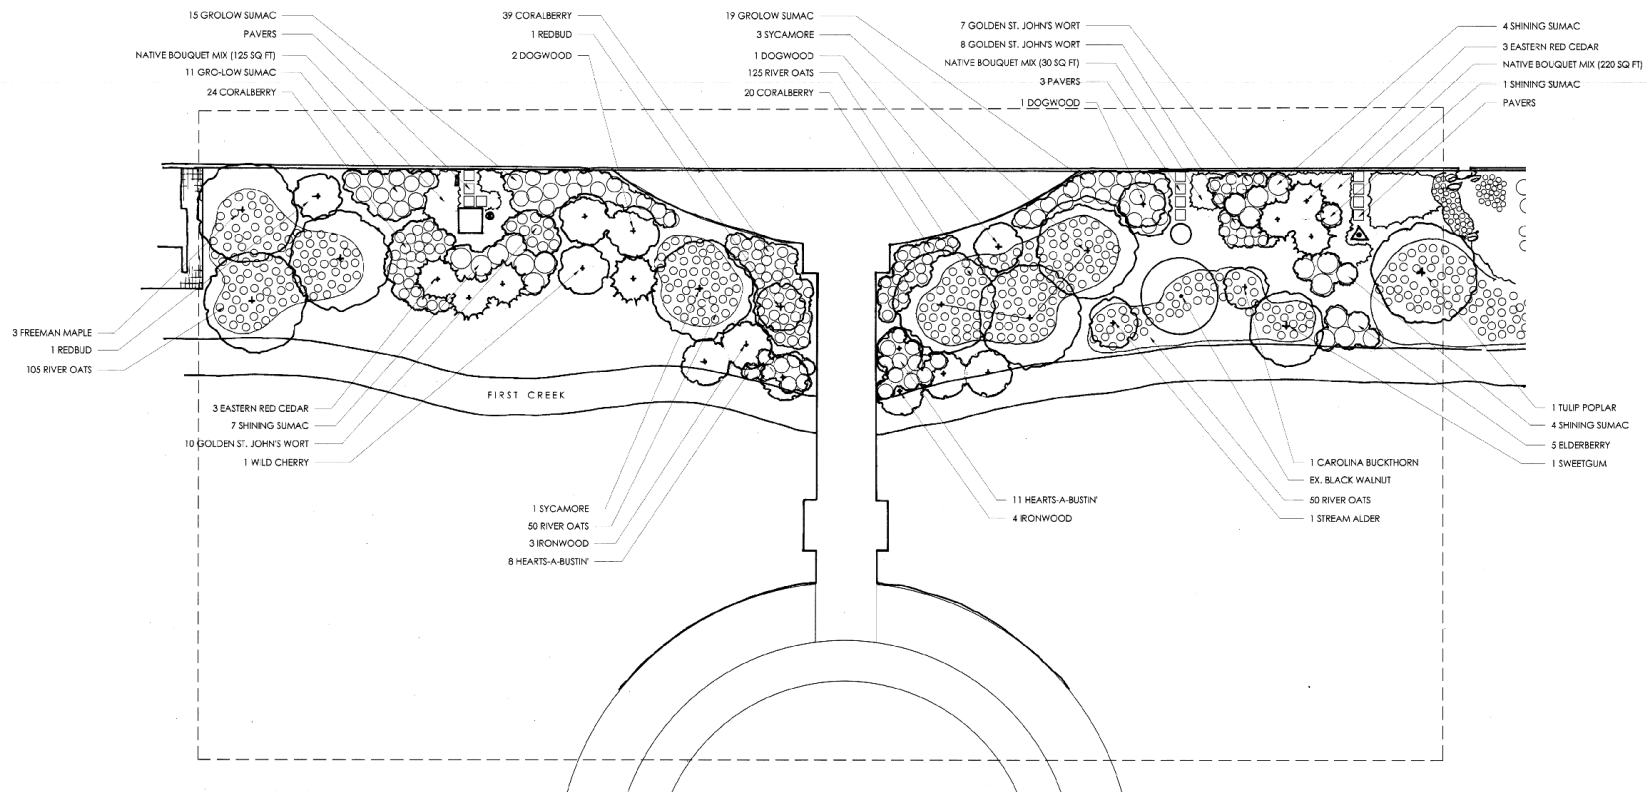 15 GROLOW SUMAC
PAVERS
NATIVE BOUQUET MIX (125 SQ FT)
11 GRO-LOW SUMAC
24 CORALBERRY
39 CORALBERRY
1 REDBUD
2 DOGWOOD
19 GROLOW SUMAC
3 SYCAMORE
1 DOGWOOD
125 RIVER OATS
20 CORALBERRY
7 GOLDEN ST. JOHN'S WORT
8 GOLDEN ST. JOHN'S WORT
NATIVE BOUQUET MIX (30 SQ FT)
3 PAVERS
1 DOGWOOD
4 SHINING SUMAC
3 EASTERN RED CEDAR
NATIVE BOUQUET MIX (220 SQ FT)
1 SHINING SUMAC
PAVERS
3 FREEMAN MAPLE
1 REDBUD
105 RIVER OATS
FIRST CREEK
3 EASTERN RED CEDAR
7 SHINING SUMAC
10 GOLDEN ST. JOHN'S WORT
1 WILD CHERRY
1 SYCAMORE
50 RIVER OATS
3 IRONWOOD
8 HEARTS-A-BUSTIN'
11 HEARTS-A-BUSTIN'
4 IRONWOOD
1 CAROLINA BUCKTHORN
EX. BLACK WALNUT
50 RIVER OATS
1 STREAM ALDER
1 TULIP POPLAR
4 SHINING SUMAC
5 ELDERBERRY
1 SWEETGUM